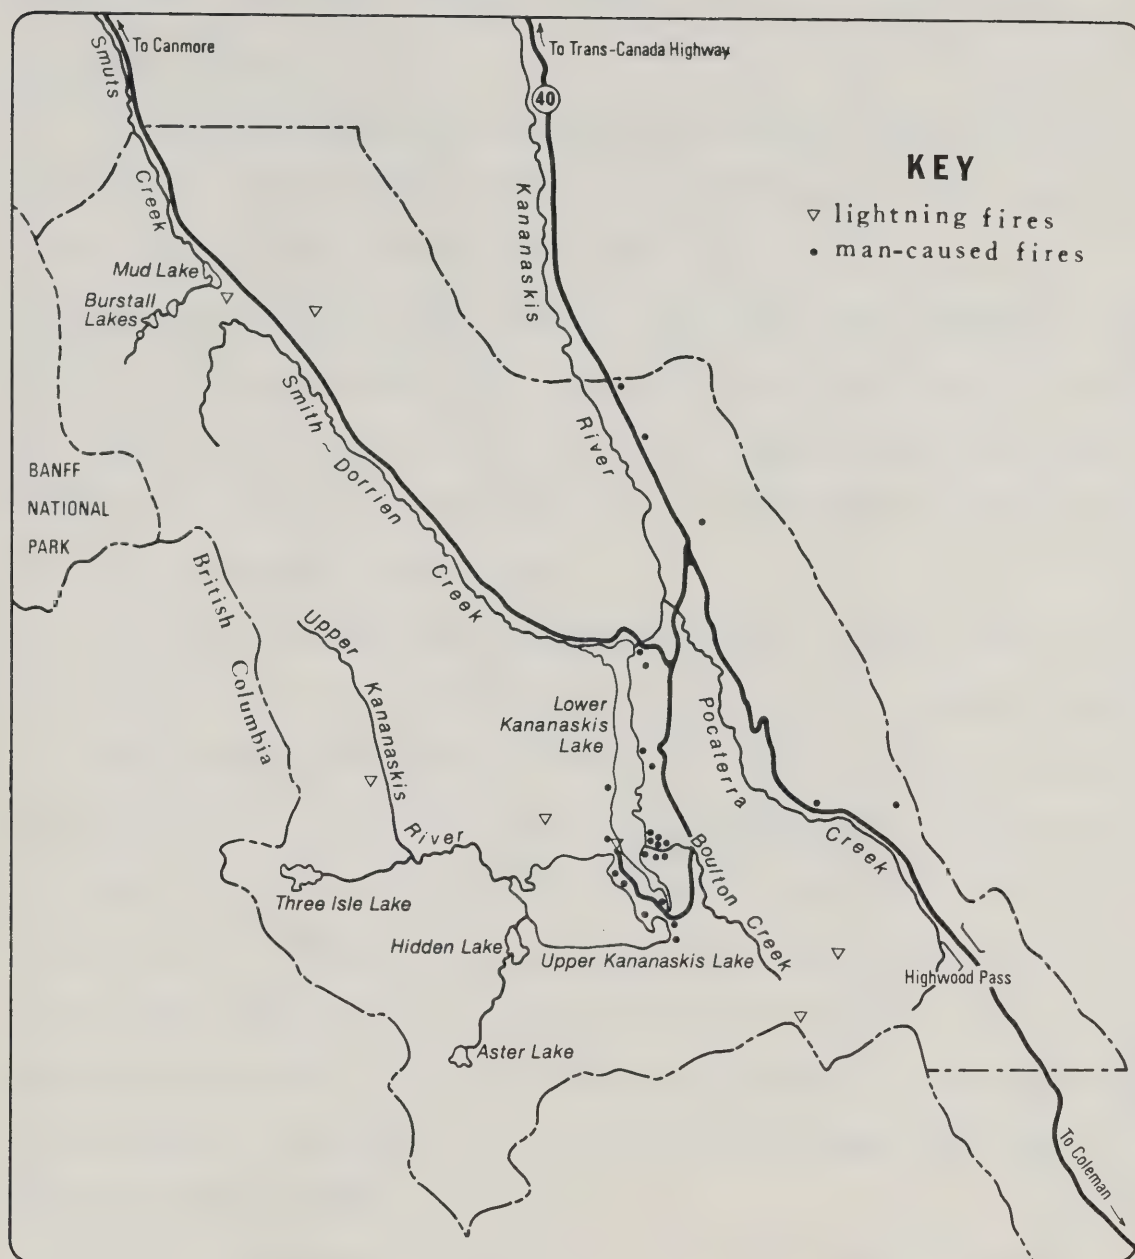 To Canmore
To Trans-Canada Highway
40
Smuts
Creek
Kananaskis
River
KEY
lightning fires
man-caused fires
Mud Lake
Burstall
Lakes
Smith-Dorrien
Creek
BANFF
NATIONAL
PARK
British
Columbia
Upper
Kananaskis
River
Lower
Kananaskis
Lake
Pocaterra
Creek
Boulton Creek
Three Isle Lake
Hidden Lake
Upper Kananaskis Lake
Highwood Pass
Aster Lake
To Coleman